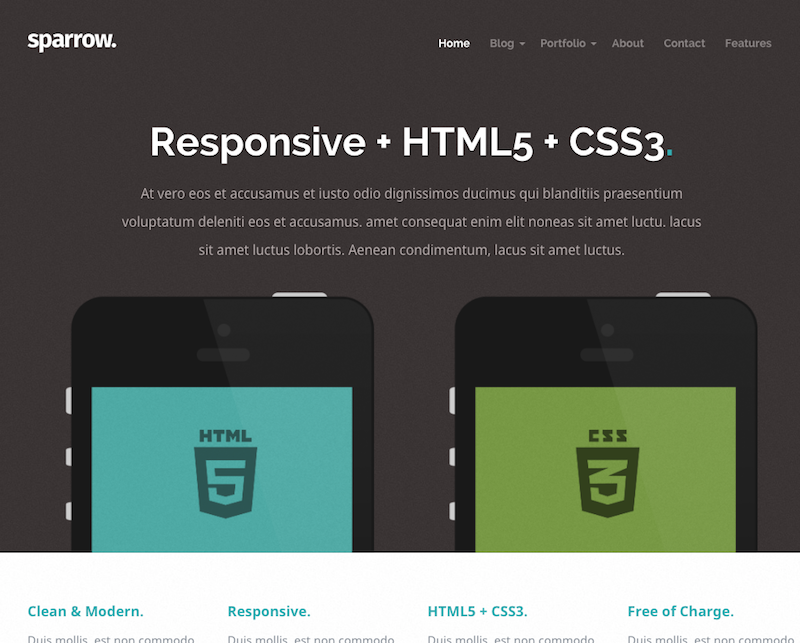 sparrow.
Home Blog Portfolio About Contact Features
Responsive + HTML5 + CSS3.
At vero eos et accusamus et iusto odio dignissimos ducimus qui blanditiis praesentium
voluptatum deleniti eos et accusamus. amet consequat enim elit noneas sit amet luctu. lacus
sit amet luctus lobortis. Aenean condimentum, lacus sit amet luctus.
HTML
5
CSS
3
Clean & Modern.
Responsive.
HTML5 + CSS3.
Free of Charge.
Duis mollis, est non commodo
Duis mollis, est non commodo
Duis mollis, est non commodo
Duis mollis, est non commodo